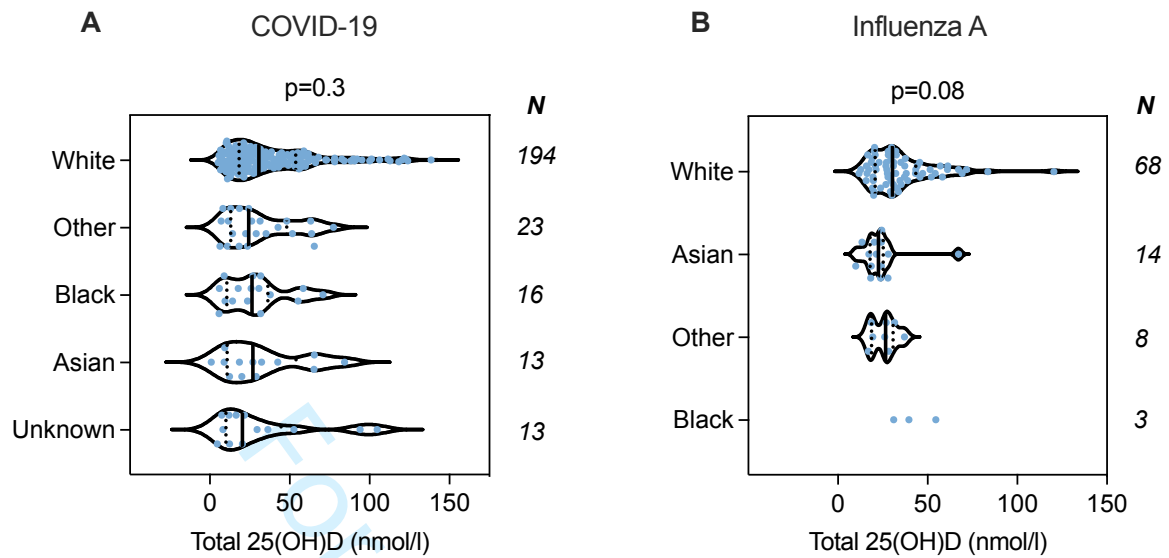 A COVID-19
p=0.3
N
White 194
Other 23
Black 16
Asian 13
Unknown 13
0 50 100 150
Total 25(OH)D (nmol/l)
B Influenza A
p=0.08
N
White 68
Asian 14
Other 8
Black 3
0 50 100 150
Total 25(OH)D (nmol/l)